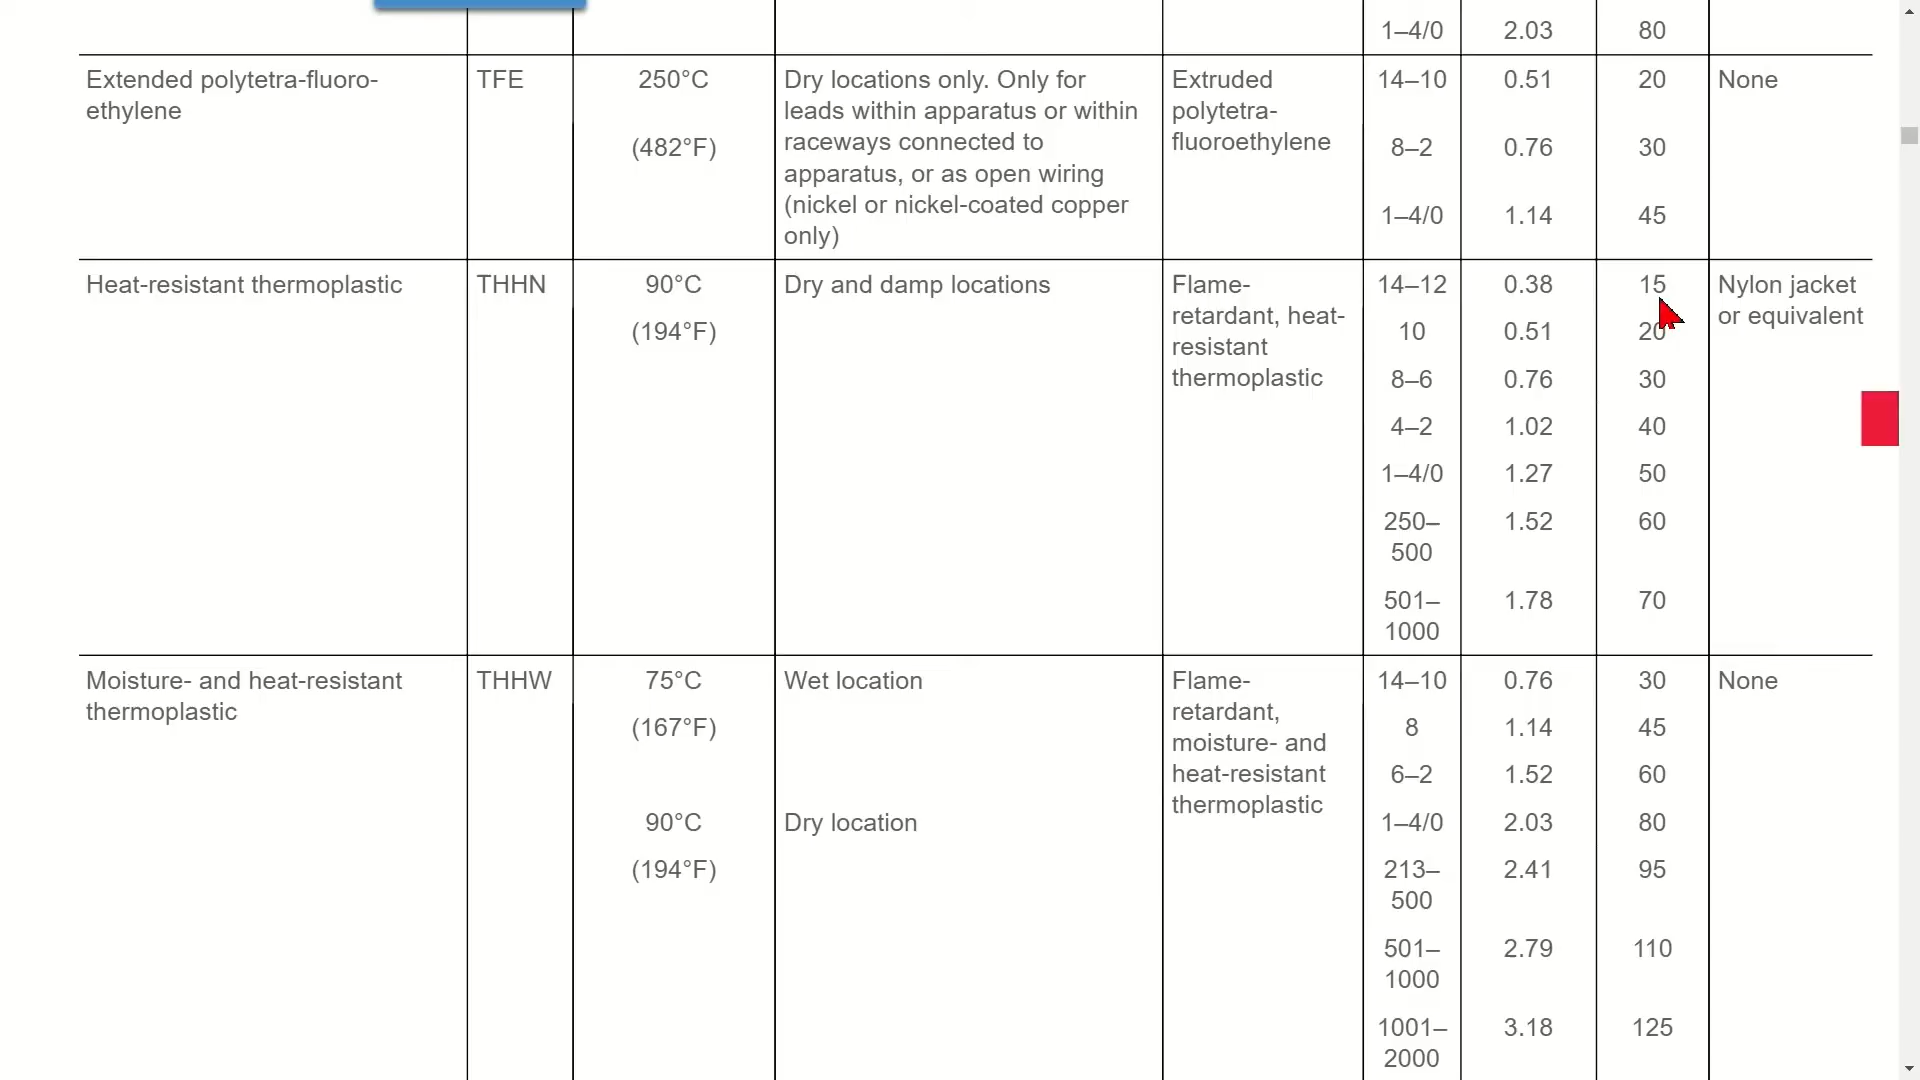 1–4/0 2.03 80
Extended polytetra-fluoro-
ethylene
TFE
250°C
(482°F)
Dry locations only. Only for
leads within apparatus or within
raceways connected to
apparatus, or as open wiring
(nickel or nickel-coated copper
only)
Extruded
polytetra-
fluoroethylene
14–10 0.51 20
8–2 0.76 30
1–4/0 1.14 45
None
Heat-resistant thermoplastic
THHN
90°C
(194°F)
Dry and damp locations
Flame-
retardant, heat-
resistant
thermoplastic
14–12 0.38 15
10 0.51 20
8–6 0.76 30
4–2 1.02 40
1–4/0 1.27 50
250– 1.52 60
500
501– 1.78 70
1000
Nylon jacket
or equivalent
Moisture- and heat-resistant
thermoplastic
THHW
75°C
(167°F)
90°C
(194°F)
Wet location
Dry location
Flame-
retardant,
moisture- and
heat-resistant
thermoplastic
14–10 0.76 30
8 1.14 45
6–2 1.52 60
1–4/0 2.03 80
213– 2.41 95
500
501– 2.79 110
1000
1001– 3.18 125
2000
None